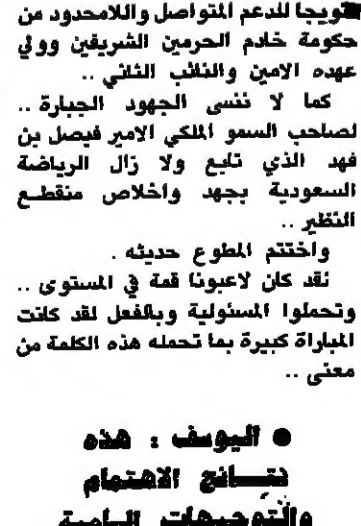 تتويجا للدعم المتواصل واللامحدود من
حكومة خادم الحرمين الشريفين وولي
عهده الامين والنائب الثاني ..
كما لا ننسى الجهود الجبارة ..
لصاحب السمو الملكي الامير فيصل بن
فهد الذي تابع ولا زال الرياضة
السعودية بجهد واخلاص منقطع
النظير ..
واختتم المطوع حديثه .
نقد كان لاعبونا قمة في المستوى ..
وتحملوا المسئولية وبالفعل لقد كانت
المباراة كبيرة بما تحمله هذه الكلمة من
معنى ..
● اليوسف : هذه
نتائج الاهتمام
والتوجيهات السامية